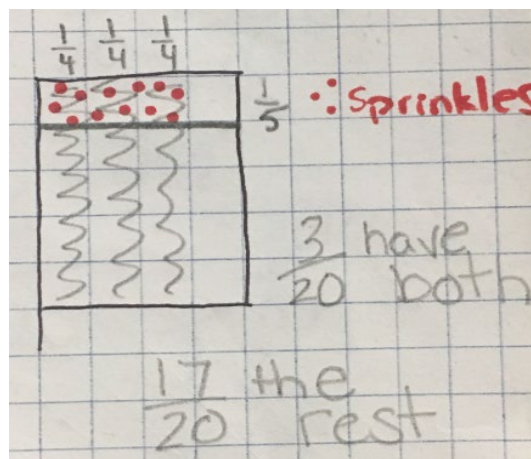 1/4 1/4 1/4
1/5 Sprinkles
3/20 have
both
17/20 the
rest